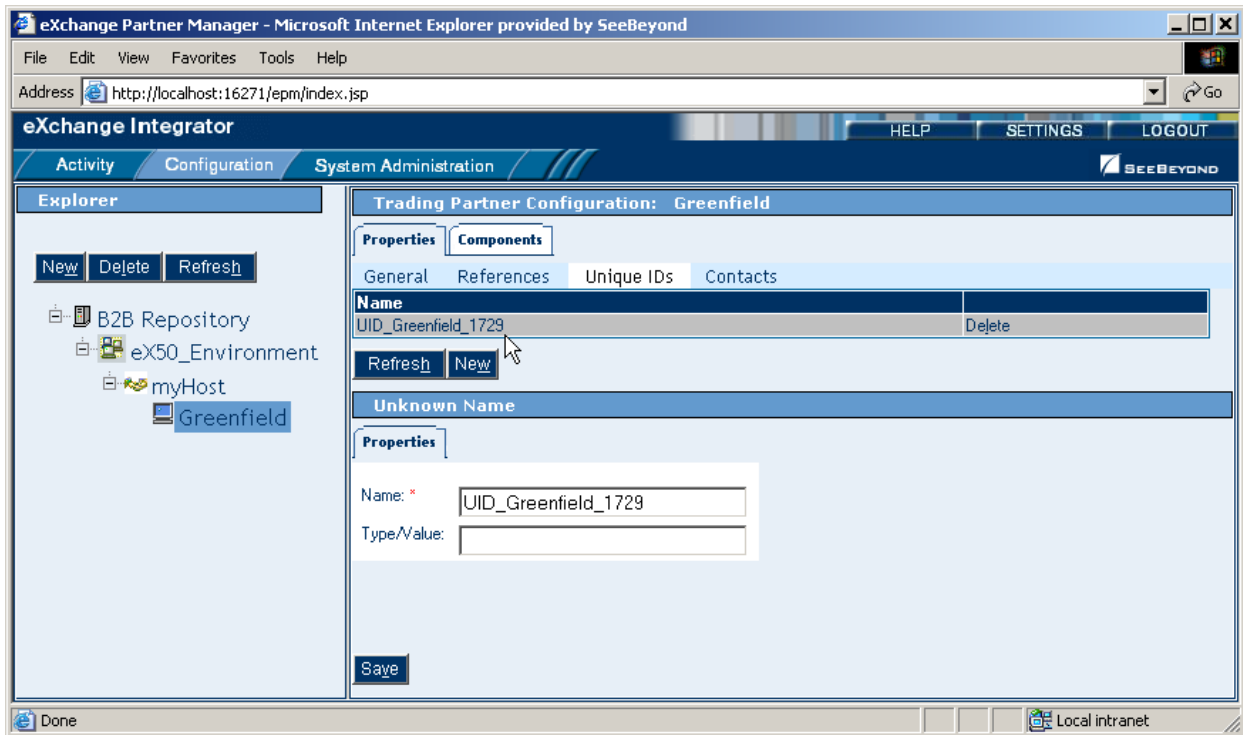 eXchange Partner Manager - Microsoft Internet Explorer provided by SeeBeyond
File Edit View Favorites Tools Help
Address http://localhost:16271/epm/index.jsp Go
eXchange Integrator
HELP SETTINGS LOGOUT
Activity Configuration System Administration
SEEBEYOND
Explorer
New Delete Refresh
B2B Repository
eX50_Environment
myHost
Greenfield
Trading Partner Configuration: Greenfield
Properties Components
General References Unique IDs Contacts
Name
UID_Greenfield_1729 Delete
Refresh New
Unknown Name
Properties
Name: * UID_Greenfield_1729
Type/Value:
Save
Done Local intranet